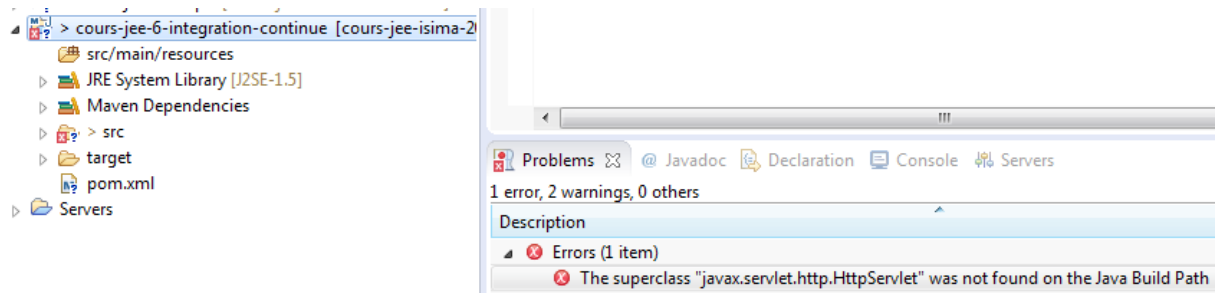 > cours-jee-6-integration-continue [cours-jee-isima-20
src/main/resources
JRE System Library [J2SE-1.5]
Maven Dependencies
> src
target
pom.xml
Servers
Problems @ Javadoc Declaration Console Servers
1 error, 2 warnings, 0 others
Description
Errors (1 item)
The superclass "javax.servlet.http.HttpServlet" was not found on the Java Build Path